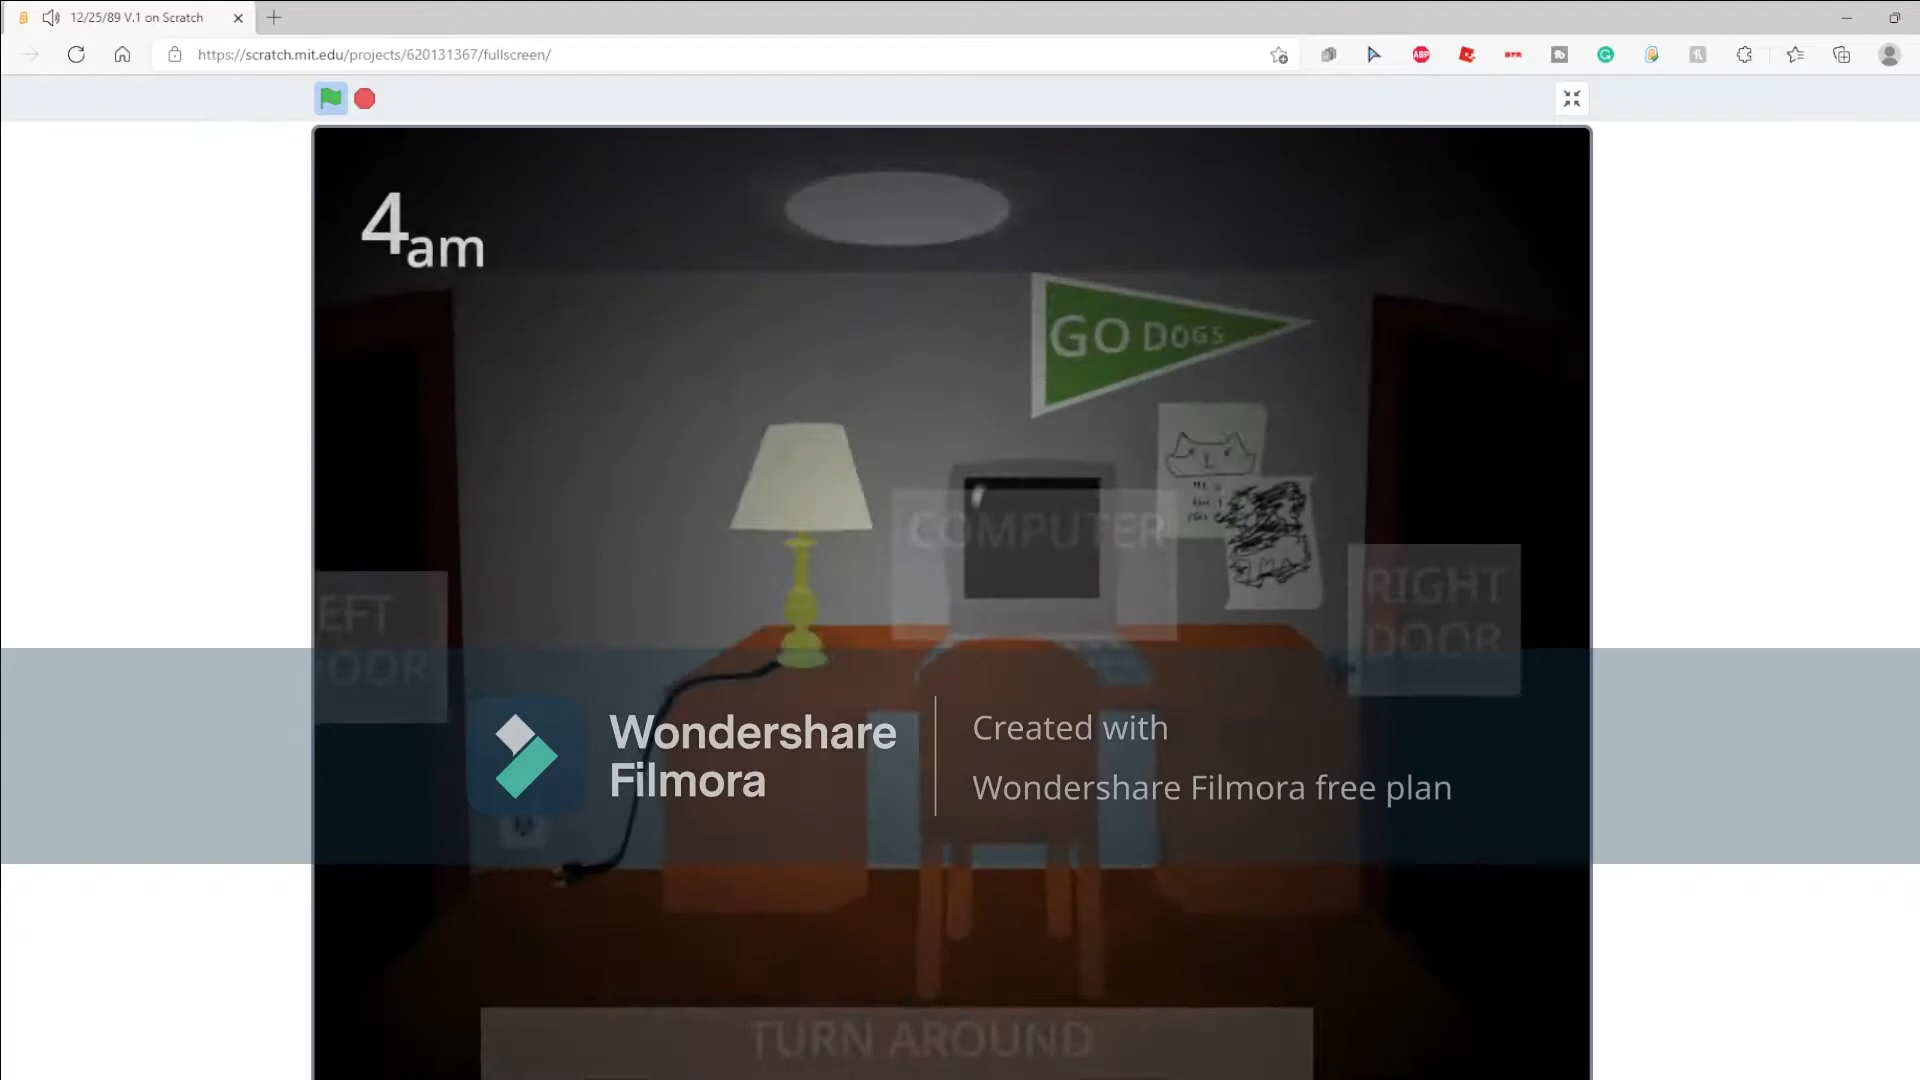 12/25/89 V.1 on Scratch
https://scratch.mit.edu/projects/620131367/fullscreen/
ABP
4am
GO DOGS
COMPUTER
EFT
OOR
RIGHT
DOOR
Wondershare
Filmora
Created with
Wondershare Filmora free plan
TURN AROUND